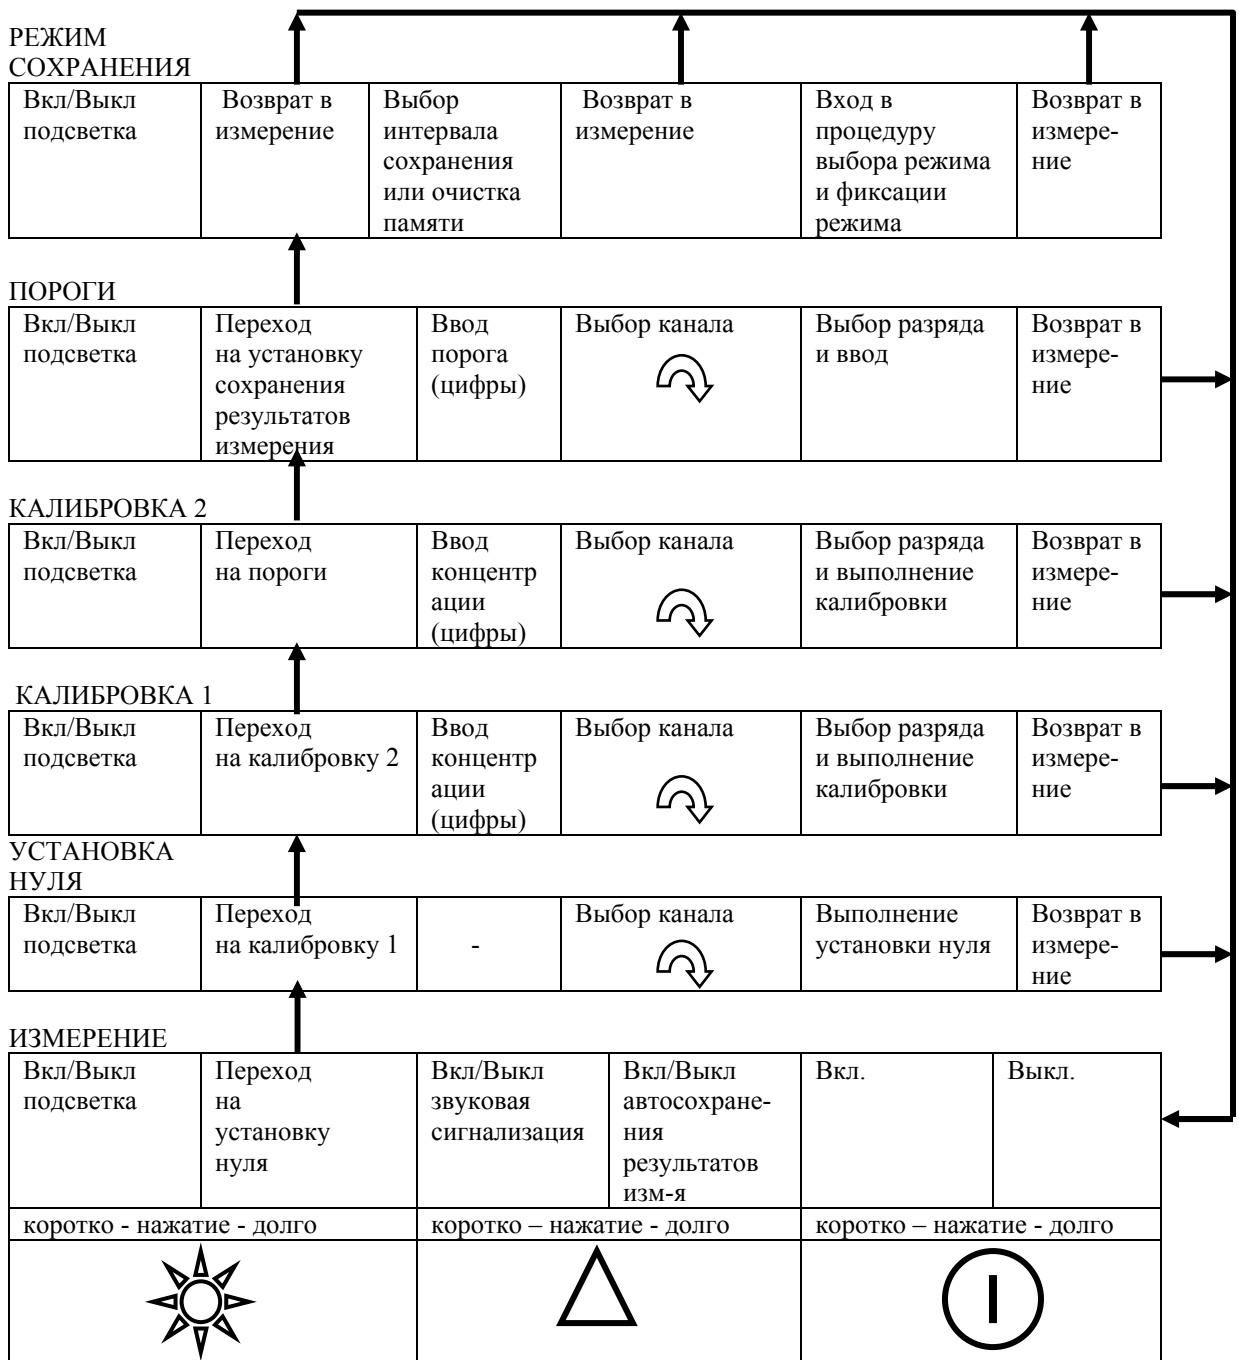 РЕЖИМ
СОХРАНЕНИЯ
Вкл/Выкл
подсветка
Возврат в
измерение
Выбор
интервала
сохранения
или очистка
памяти
Возврат в
измерение
Вход в
процедуру
выбора режима
и фиксации
режима
Возврат в
измере-
ние
ПОРОГИ
Вкл/Выкл
подсветка
Переход
на установку
сохранения
результатов
измерения
Ввод
порога
(цифры)
Выбор канала
Выбор разряда
и ввод
Возврат в
измере-
ние
КАЛИБРОВКА 2
Вкл/Выкл
подсветка
Переход
на пороги
Ввод
концентр
ации
(цифры)
Выбор канала
Выбор разряда
и выполнение
калибровки
Возврат в
измере-
ние
КАЛИБРОВКА 1
Вкл/Выкл
подсветка
Переход
на калибровку 2
Ввод
концентр
ации
(цифры)
Выбор канала
Выбор разряда
и выполнение
калибровки
Возврат в
измере-
ние
УСТАНОВКА
НУЛЯ
Вкл/Выкл
подсветка
Переход
на калибровку 1
-
Выбор канала
Выполнение
установки нуля
Возврат в
измере-
ние
ИЗМЕРЕНИЕ
Вкл/Выкл
подсветка
Переход
на
установку
нуля
Вкл/Выкл
звуковая
сигнализация
Вкл/Выкл
автосохране-
ния
результатов
изм-я
Вкл.
Выкл.
коротко - нажатие - долго
коротко – нажатие - долго
коротко – нажатие - долго